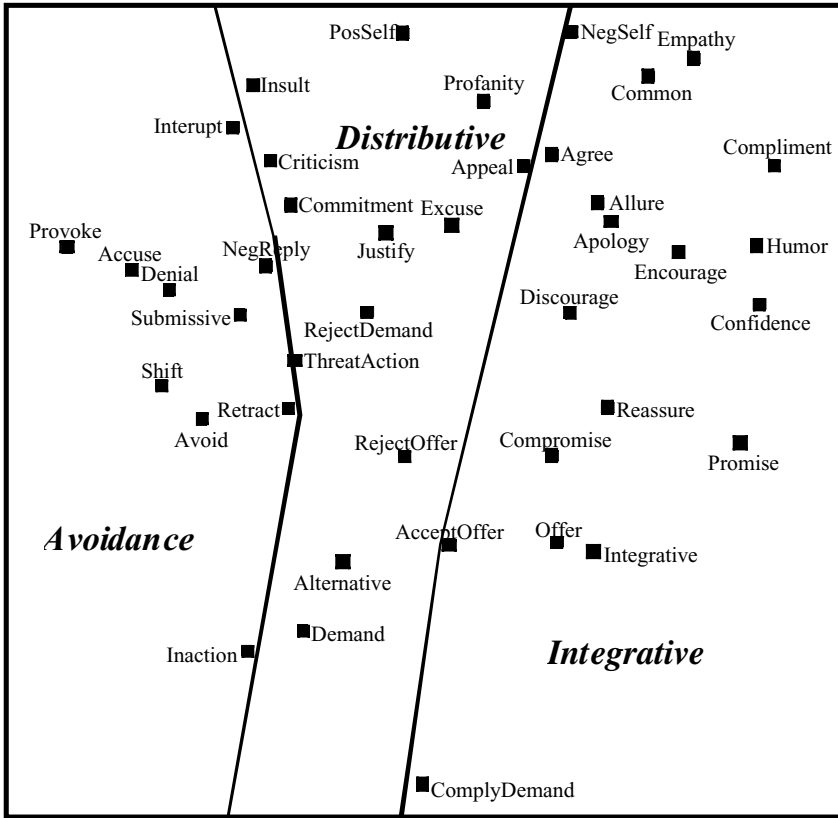 PosSelf
NegSelf
Empathy
Insult
Profanity
Common
Interupt
Distributive
Criticism
Appeal
Agree
Compliment
Commitment
Excuse
Allure
Provoke
Accuse
NegReply
Justify
Apology
Humor
Denial
Encourage
Submissive
RejectDemand
Discourage
Confidence
ThreatAction
Shift
Retract
Reassure
Avoid
RejectOffer
Compromise
Promise
Avoidance
AcceptOffer
Offer
Integrative
Alternative
Demand
Inaction
Integrative
ComplyDemand